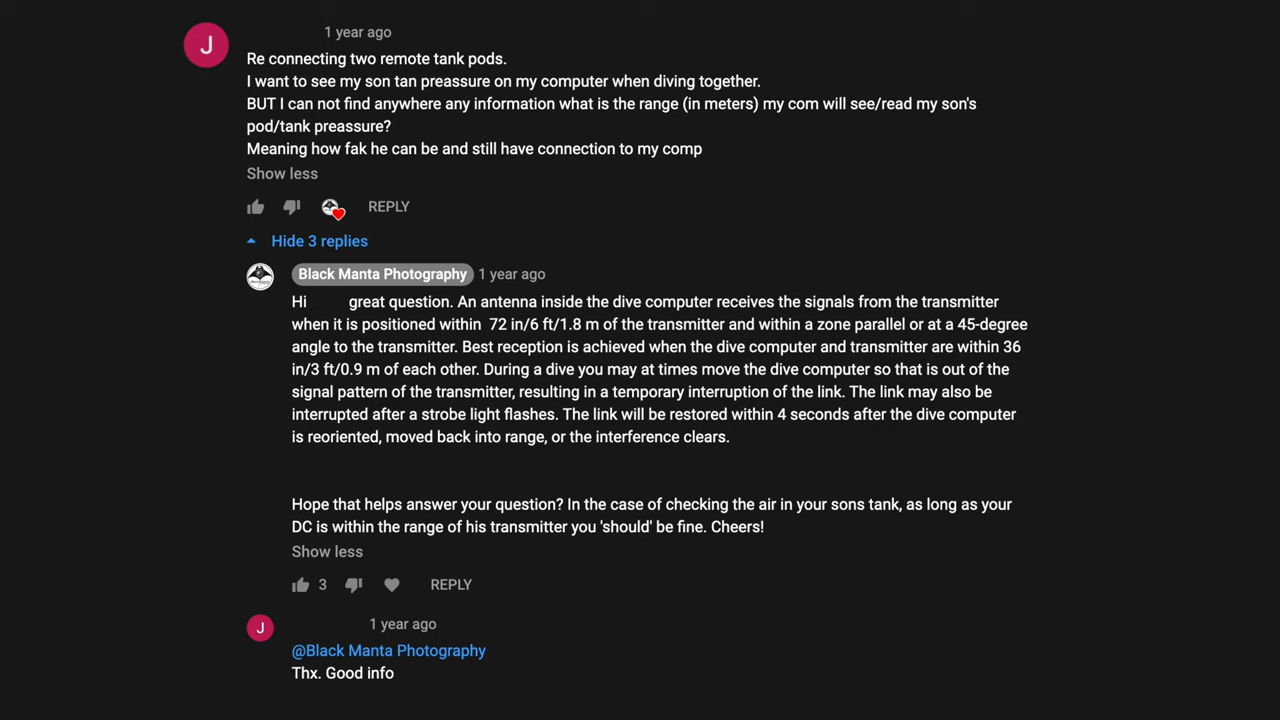 J
1 year ago
Re connecting two remote tank pods.
I want to see my son tan preassure on my computer when diving together.
BUT I can not find anywhere any information what is the range (in meters) my com will see/read my son's
pod/tank preassure?
Meaning how fak he can be and still have connection to my comp
Show less
REPLY
Hide 3 replies
Black Manta Photography 1 year ago
Hi great question. An antenna inside the dive computer receives the signals from the transmitter
when it is positioned within 72 in/6 ft/1.8 m of the transmitter and within a zone parallel or at a 45-degree
angle to the transmitter. Best reception is achieved when the dive computer and transmitter are within 36
in/3 ft/0.9 m of each other. During a dive you may at times move the dive computer so that is out of the
signal pattern of the transmitter, resulting in a temporary interruption of the link. The link may also be
interrupted after a strobe light flashes. The link will be restored within 4 seconds after the dive computer
is reoriented, moved back into range, or the interference clears.
Hope that helps answer your question? In the case of checking the air in your sons tank, as long as your
DC is within the range of his transmitter you 'should' be fine. Cheers!
Show less
3 REPLY
J
1 year ago
@Black Manta Photography
Thx. Good info